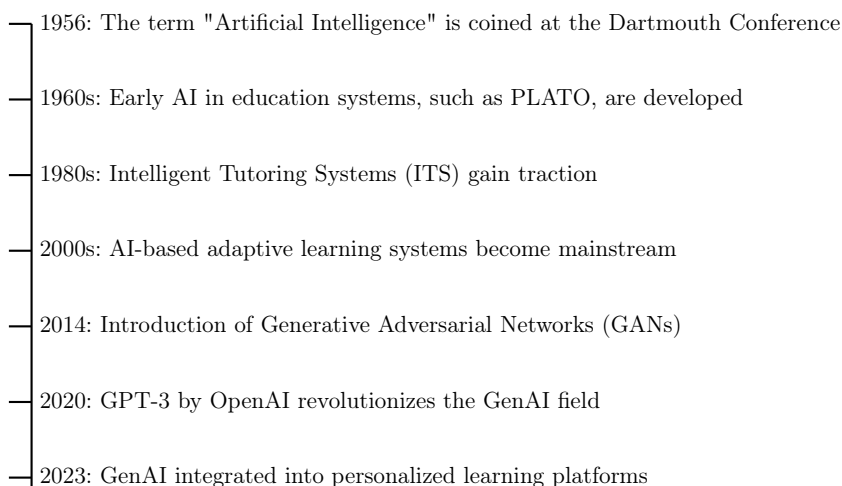 1956: The term "Artificial Intelligence" is coined at the Dartmouth Conference
1960s: Early AI in education systems, such as PLATO, are developed
1980s: Intelligent Tutoring Systems (ITS) gain traction
2000s: AI-based adaptive learning systems become mainstream
2014: Introduction of Generative Adversarial Networks (GANs)
2020: GPT-3 by OpenAI revolutionizes the GenAI field
2023: GenAI integrated into personalized learning platforms